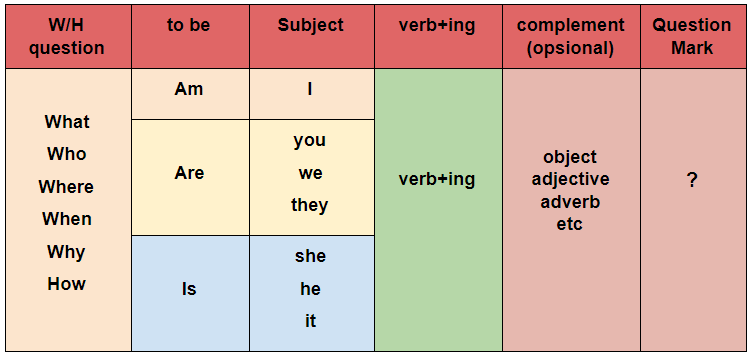 W/H
question
to be
Subject
verb+ing
complement
(opsional)
Question
Mark
What
Who
Where
When
Why
How
Am
I
Are
you
we
they
Is
she
he
it
verb+ing
object
adjective
adverb
etc
?